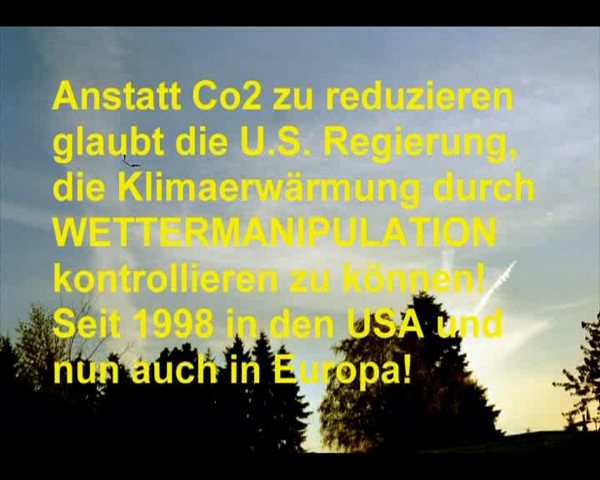 Anstatt Co2 zu reduzieren
glaubt die U.S. Regierung,
die Klimaerwärmung durch
WETTERMANIPULATION
kontrollieren zu können!
Seit 1998 in den USA und
nun auch in Europa!